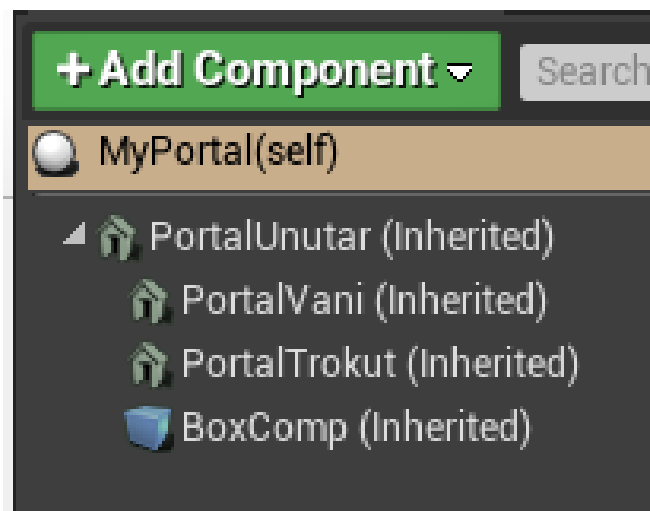 + Add Component
Search
MyPortal(self)
PortalUnutar (Inherited)
PortalVani (Inherited)
PortalTrokut (Inherited)
BoxComp (Inherited)